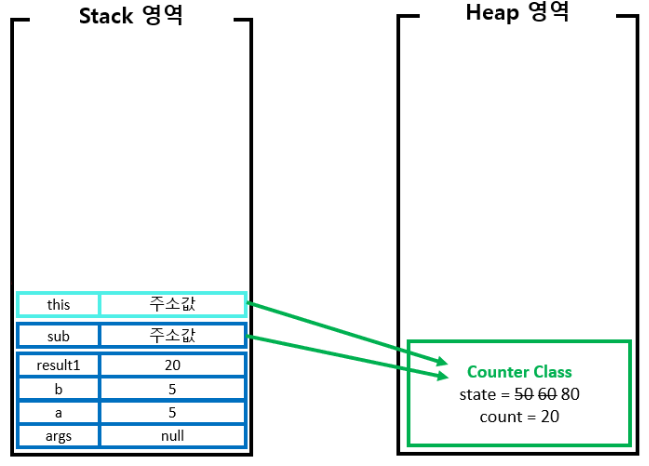 Stack 영역
Heap 영역
this 주소값
sub 주소값
result1 20
b 5
a 5
args null
Counter Class
state = 50 60 80
count = 20